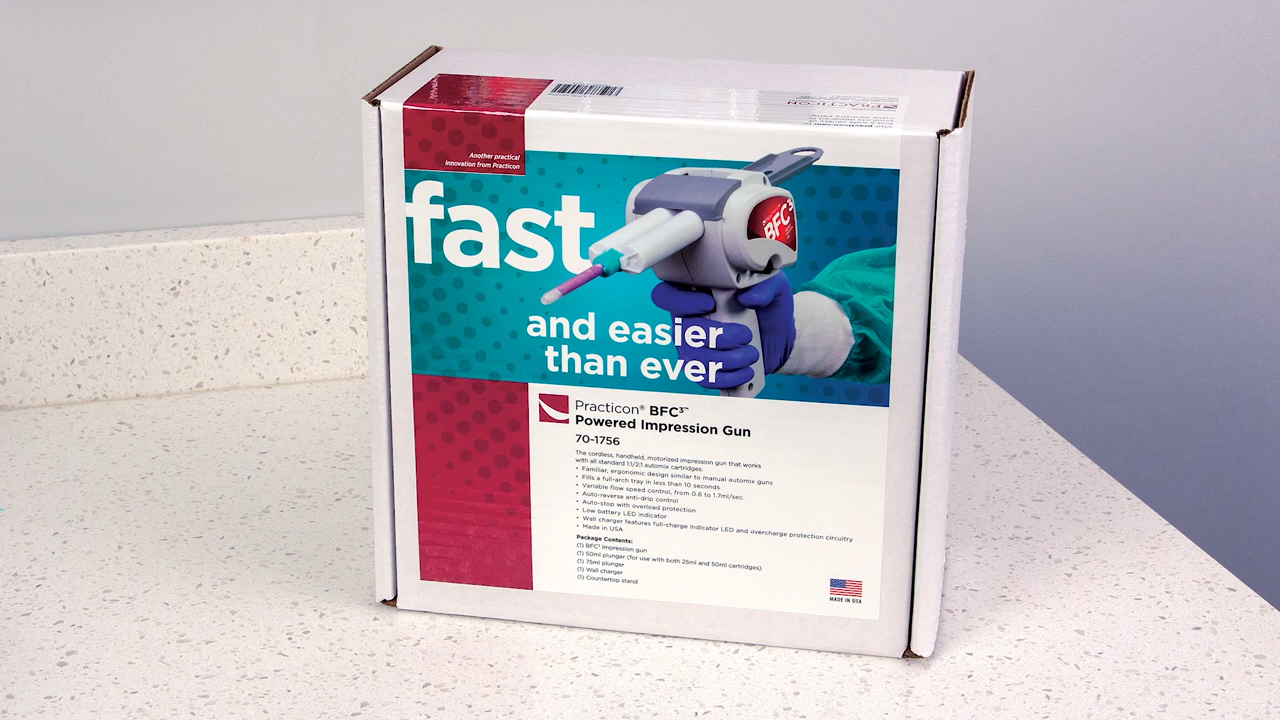 PRACTICON
Another practical
innovation from Practicon
fast
BFC³
and easier
than ever
Practicon® BFC³™
Powered Impression Gun
70-1756
The cordless, handheld, motorized impression gun that works
with all standard 1:1/2:1 automix cartridges.
• Familiar, ergonomic design similar to manual automix guns
• Fills a full-arch tray in less than 10 seconds
• Variable flow speed control, from 0.6 to 1.7ml/sec.
• Auto-reverse anti-drip control
• Auto-stop with overload protection
• Low battery LED indicator
• Wall charger features full-charge indicator LED and overcharge protection circuitry
• Made in USA
Package Contents:
(1) BFC³ impression gun
(1) 50ml plunger (for use with both 25ml and 50ml cartridges)
(1) 75ml plunger
(1) Wall charger
(1) Countertop stand
MADE IN USA